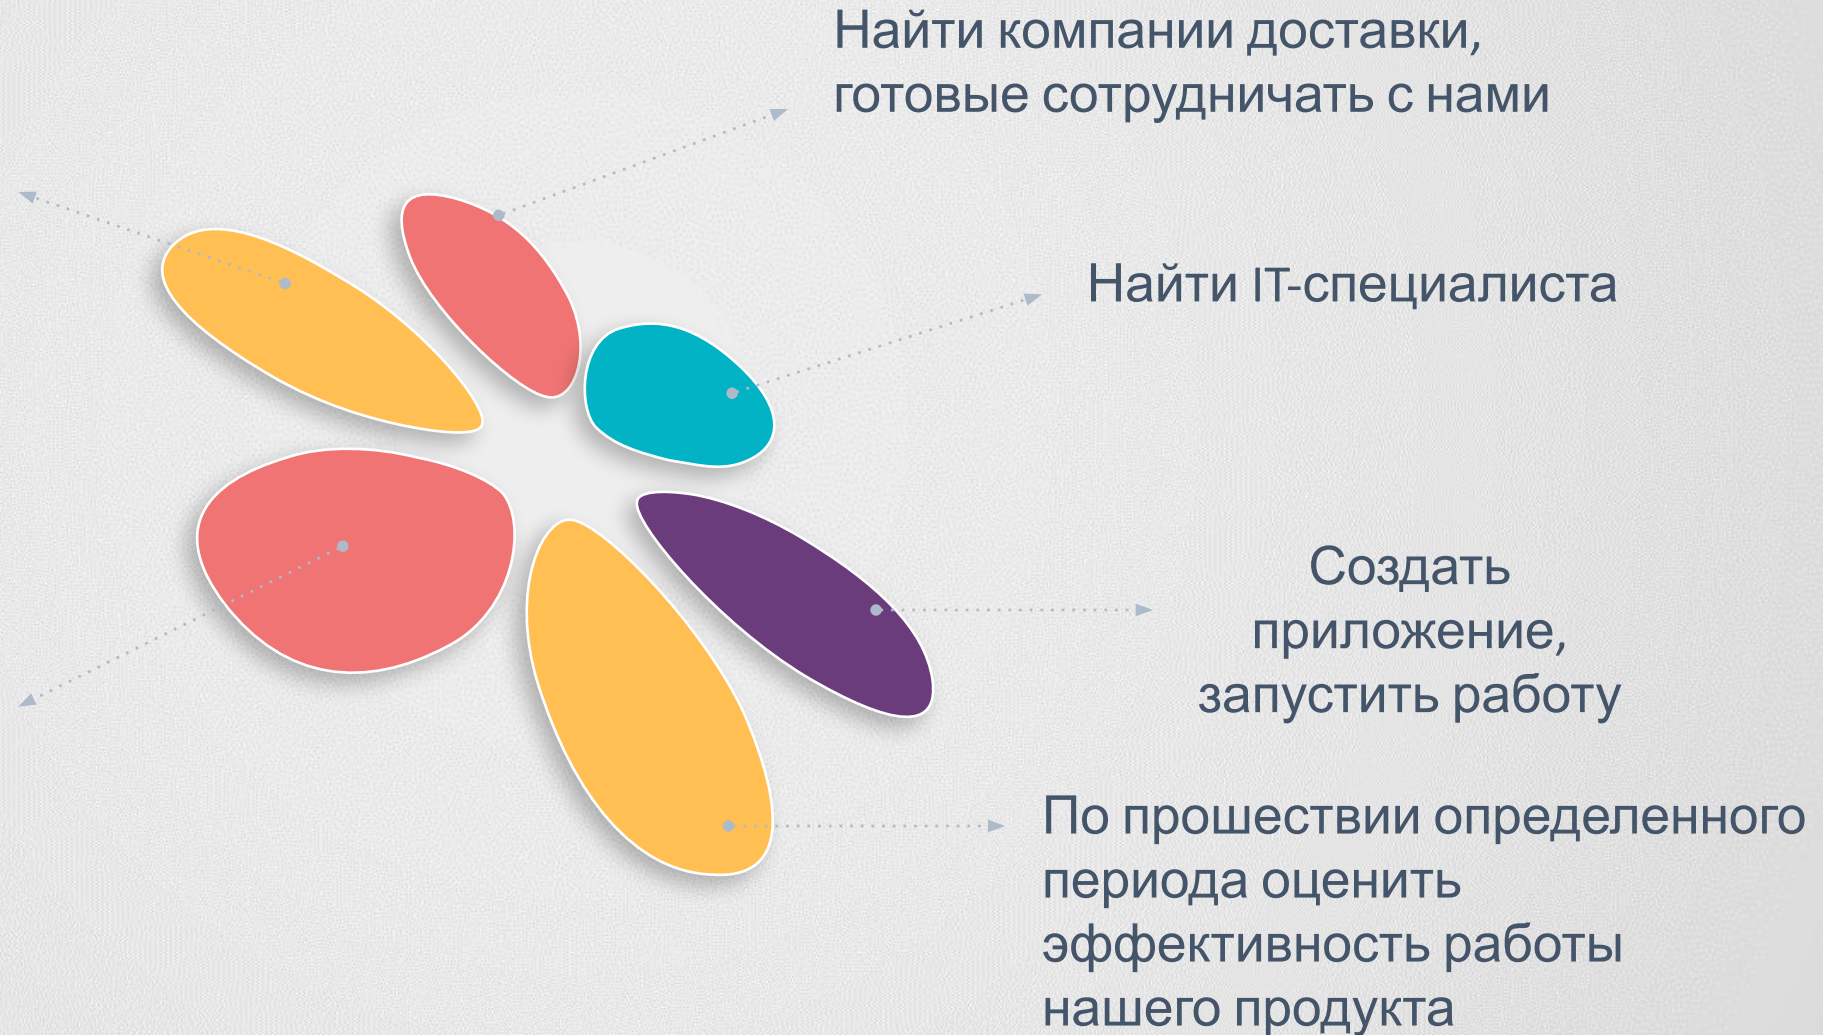 Найти компании доставки,
готовые сотрудничать с нами
Найти IT-специалиста
Создать
приложение,
запустить работу
По прошествии определенного
периода оценить
эффективность работы
нашего продукта